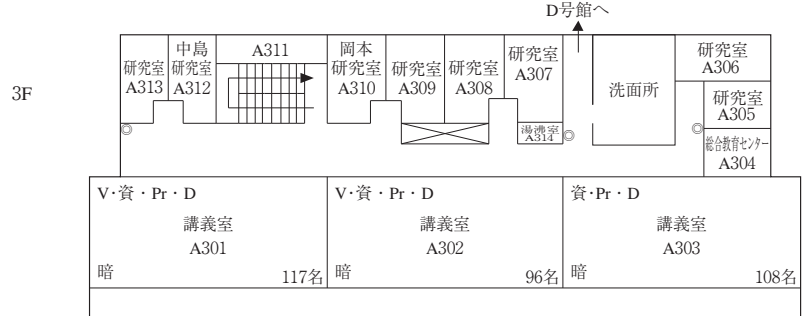 D号館へ
3F
研究室
A313
中島
研究室
A312
A311
岡本
研究室
A310
研究室
A309
研究室
A308
研究室
A307
湯沸室
A314
洗面所
研究室
A306
研究室
A305
総合教育センター
A304
V・資・Pr・D
講義室
A301
暗
117名
V・資・Pr・D
講義室
A302
暗
96名
資・Pr・D
講義室
A303
暗
108名